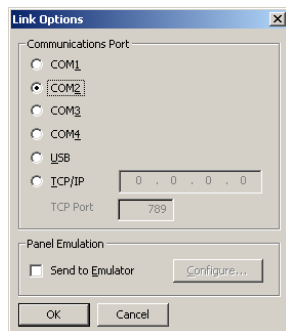 Link Options
Communications Port
COM1
COM2
COM3
COM4
USB
TCP/IP 0 . 0 . 0 . 0
TCP Port 789
Panel Emulation
Send to Emulator Configure...
OK Cancel